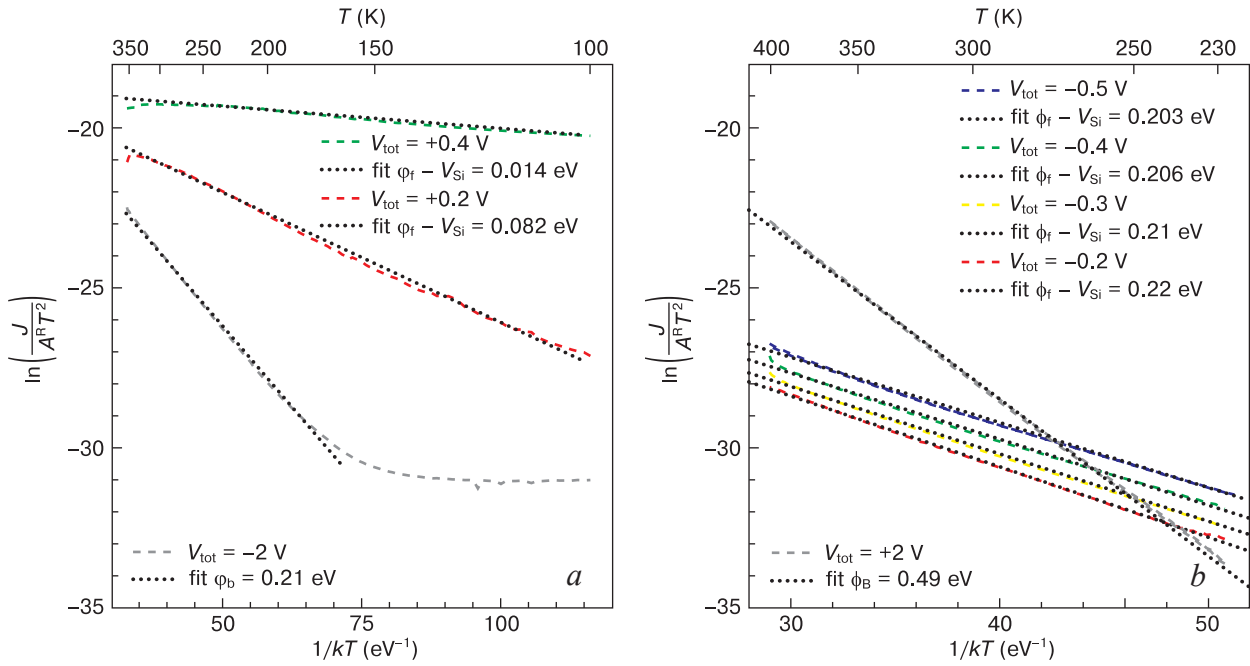 T (K)
350 250 200 150 100
−20
−25
−30
−35
ln(J/AᴿT²)
V_tot = +0.4 V
fit φ_f − V_Si = 0.014 eV
V_tot = +0.2 V
fit φ_f − V_Si = 0.082 eV
V_tot = −2 V
fit φ_b = 0.21 eV
a
50 75 100
1/kT (eV⁻¹)
T (K)
400 350 300 250 230
−20
−25
−30
−35
ln(J/AᴿT²)
V_tot = −0.5 V
fit ϕ_f − V_Si = 0.203 eV
V_tot = −0.4 V
fit ϕ_f − V_Si = 0.206 eV
V_tot = −0.3 V
fit ϕ_f − V_Si = 0.21 eV
V_tot = −0.2 V
fit ϕ_f − V_Si = 0.22 eV
V_tot = +2 V
fit ϕ_B = 0.49 eV
b
30 40 50
1/kT (eV⁻¹)